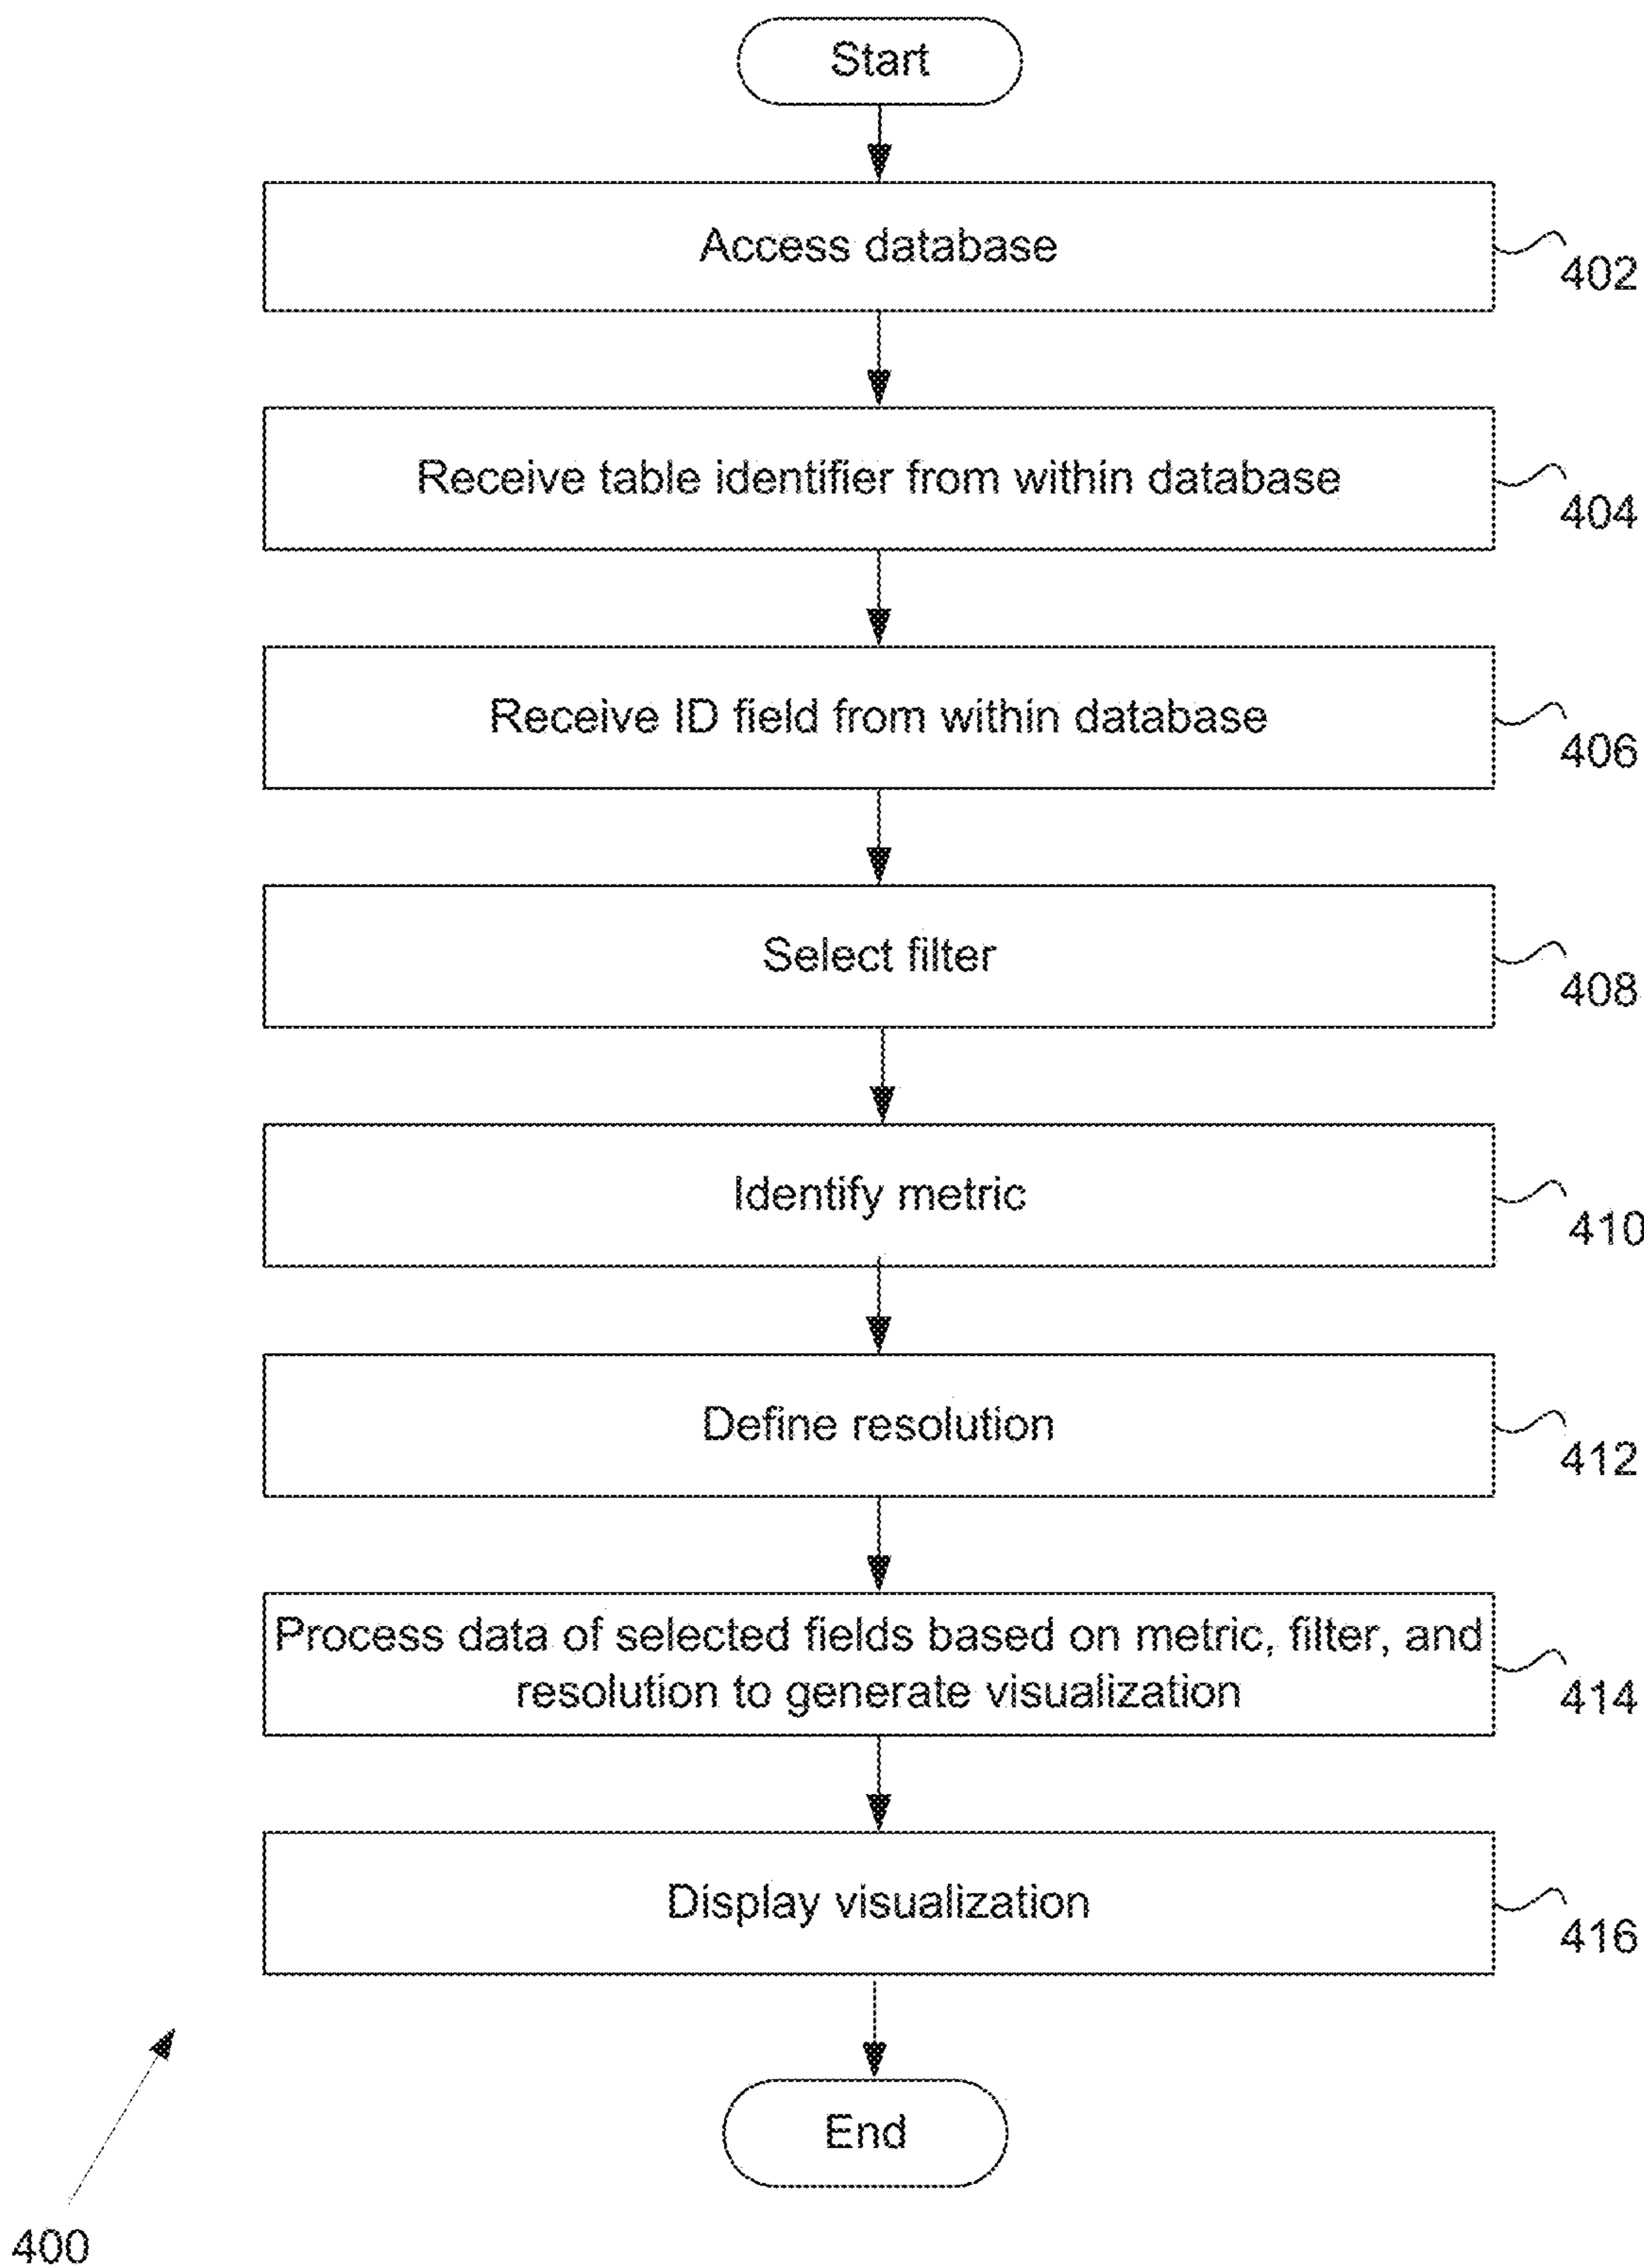 Start
Access database
402
Receive table identifier from within database
404
Receive ID field from within database
406
Select filter
408
Identify metric
410
Define resolution
412
Process data of selected fields based on metric, filter, and
resolution to generate visualization
414
Display visualization
416
End
400